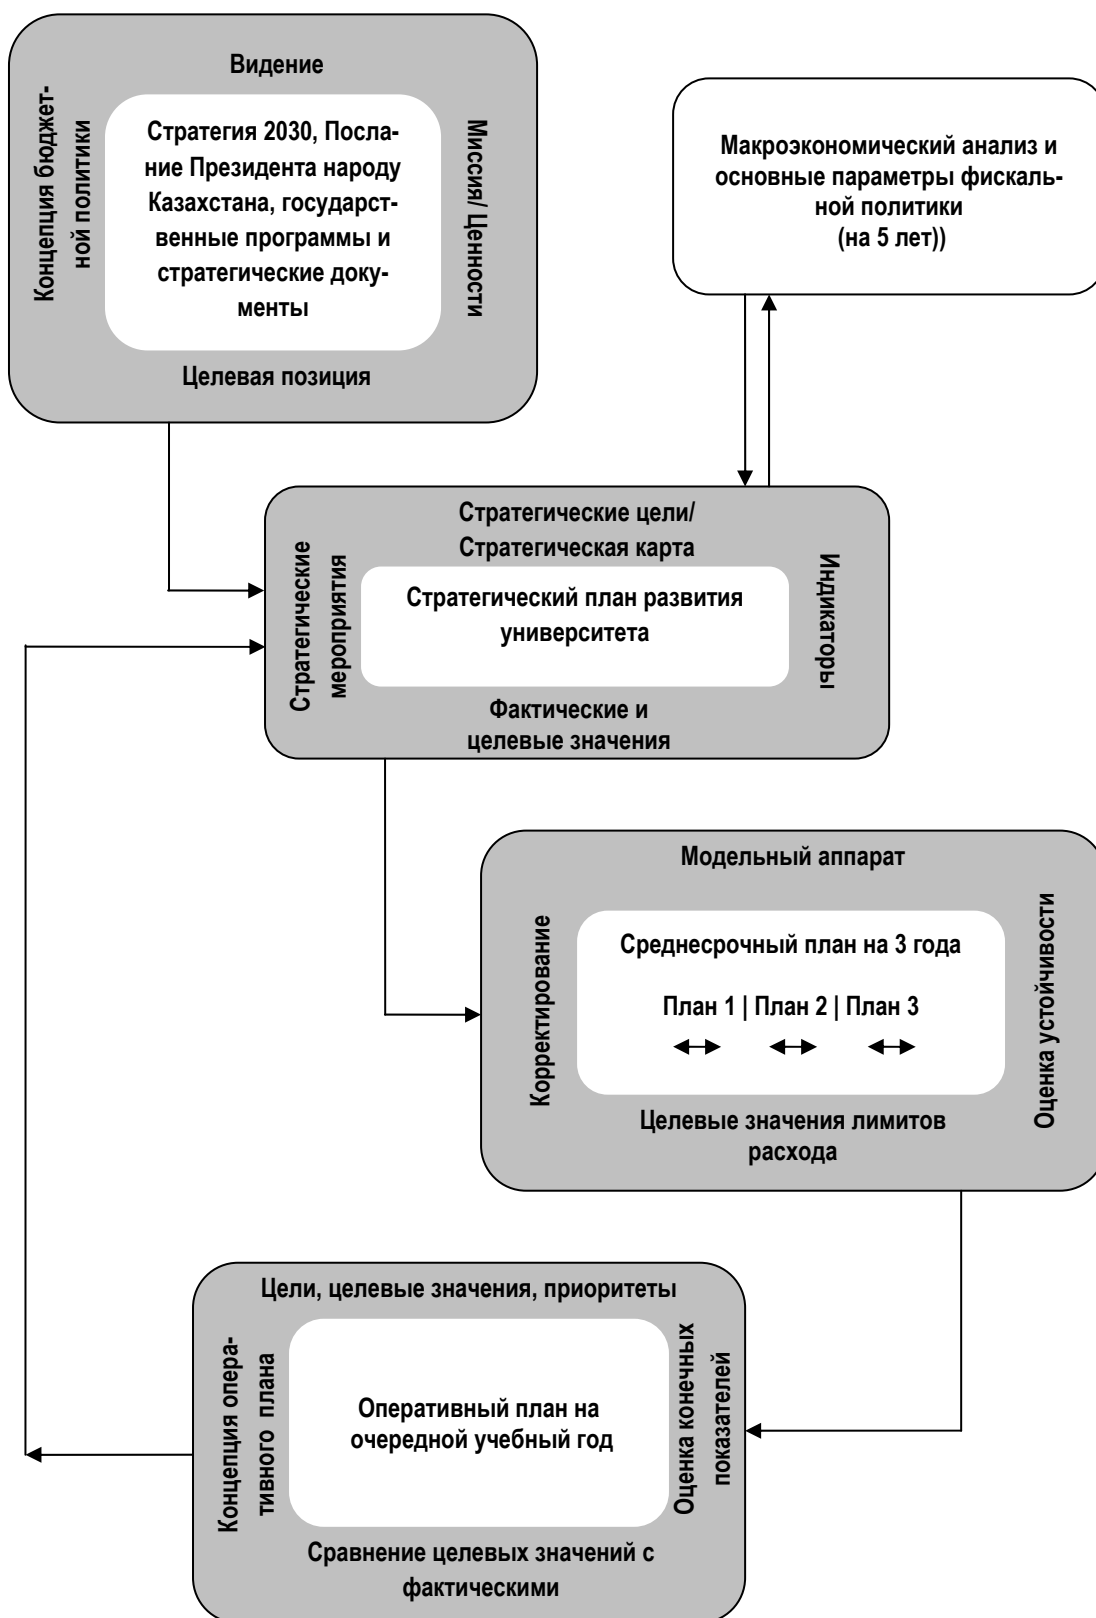 Видение
Концепция бюджет-
ной политики
Стратегия 2030, Посла-
ние Президента народу
Казахстана, государст-
венные программы и
стратегические доку-
менты
Миссия/ Ценности
Целевая позиция
Макроэкономический анализ и
основные параметры фискаль-
ной политики
(на 5 лет))
Стратегические цели/
Стратегическая карта
Стратегические
мероприятия
Стратегический план развития
университета
Индикаторы
Фактические и
целевые значения
Модельный аппарат
Корректирование
Среднесрочный план на 3 года
План 1 | План 2 | План 3
Оценка устойчивости
Целевые значения лимитов
расхода
Цели, целевые значения, приоритеты
Концепция опера-
тивного плана
Оперативный план на
очередной учебный год
Оценка конечных
показателей
Сравнение целевых значений с
фактическими